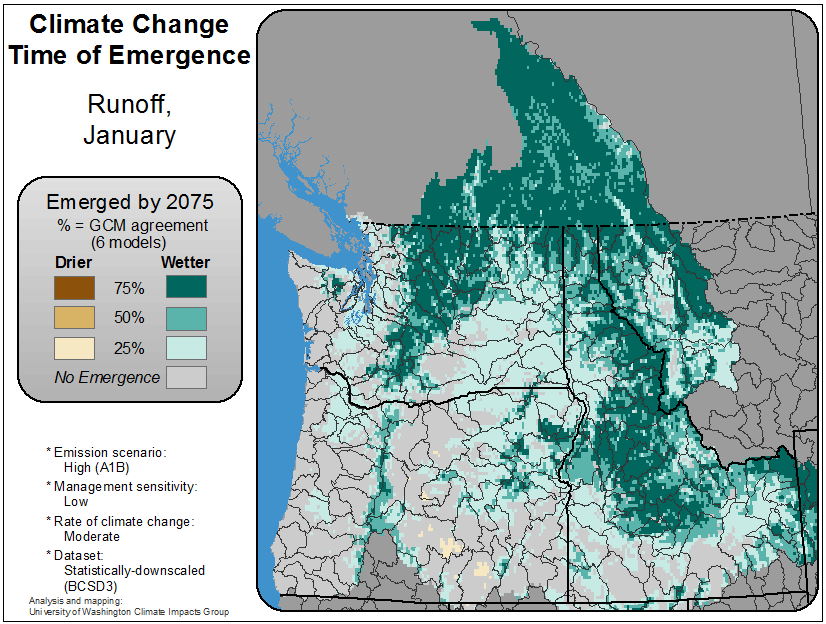 Climate Change
Time of Emergence
Runoff,
January
Emerged by 2075
% = GCM agreement
(6 models)
Drier Wetter
75%
50%
25%
No Emergence
* Emission scenario:
High (A1B)
* Management sensitivity:
Low
* Rate of climate change:
Moderate
* Dataset:
Statistically-downscaled
(BCSD3)
Analysis and mapping:
University of Washington Climate Impacts Group